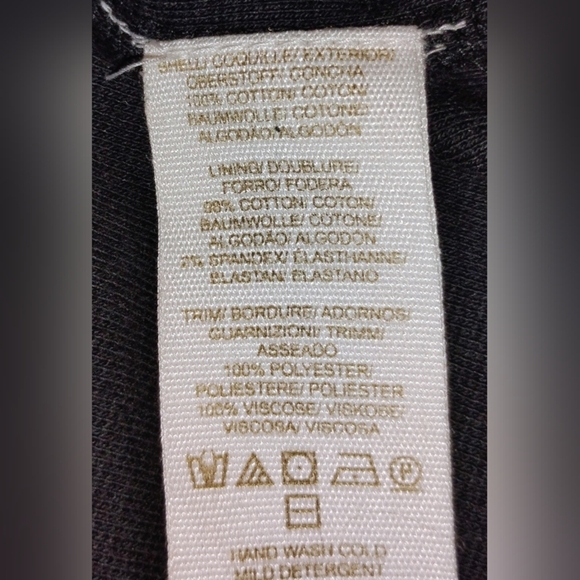 SHELL/ COQUILLE/ EXTERIOR/
OBERSTOFF/ CONCHA
100% COTTON/ COTON/
BAUMWOLLE/ COTONE/
ALGODÃO/ALGODON
LINING/ DOUBLURE/
FORRO/ FODERA
98% COTTON/ COTON/
BAUMWOLLE/ COTONE/
ALGODÃO/ ALGODON
2% SPANDEX/ ÉLASTHANNE/
ELASTAN/ ELASTANO
TRIM/ BORDURE/ ADORNOS/
GUARNIZIONI/ TRIMM/
ASSEADO
100% POLYESTER/
POLIESTERE/ POLIÉSTER
100% VISCOSE/ VISKOSE/
VISCOSA/ VISCOSA
P
HAND WASH COLD
MILD DETERGENT